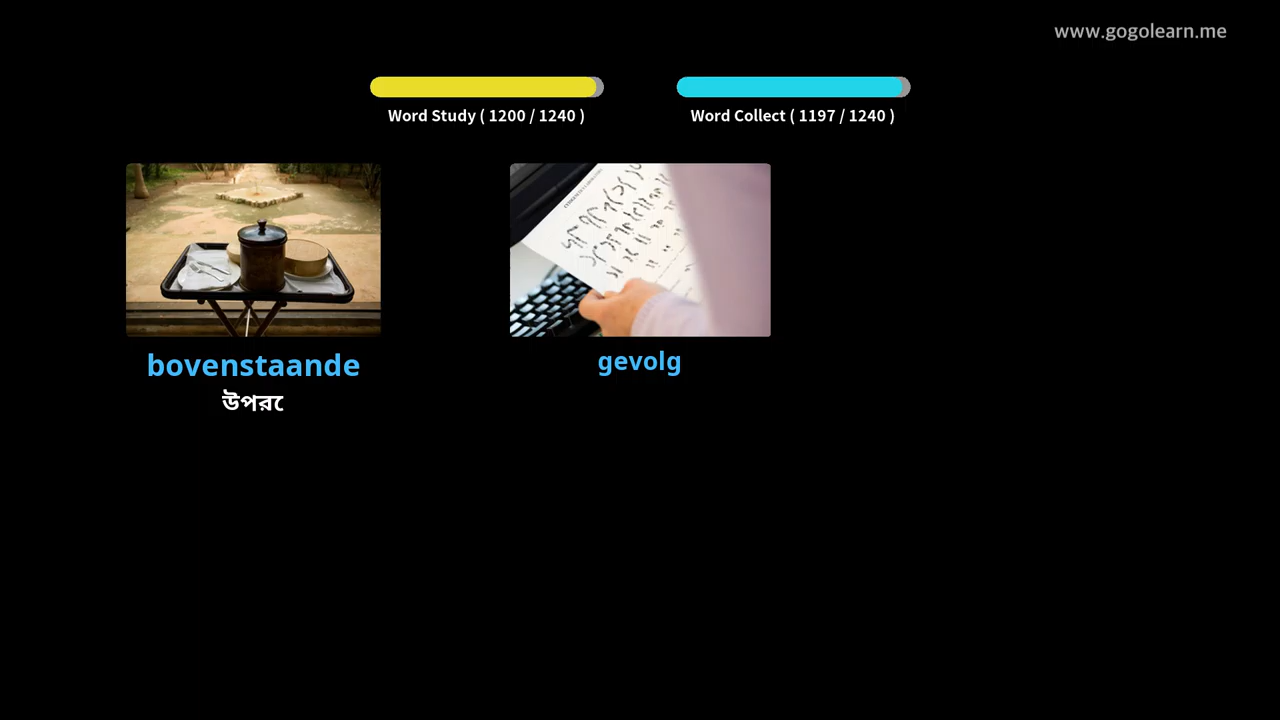 www.gogolearn.me
Word Study ( 1200 / 1240 )
Word Collect ( 1197 / 1240 )
bovenstaande
উপরে
gevolg